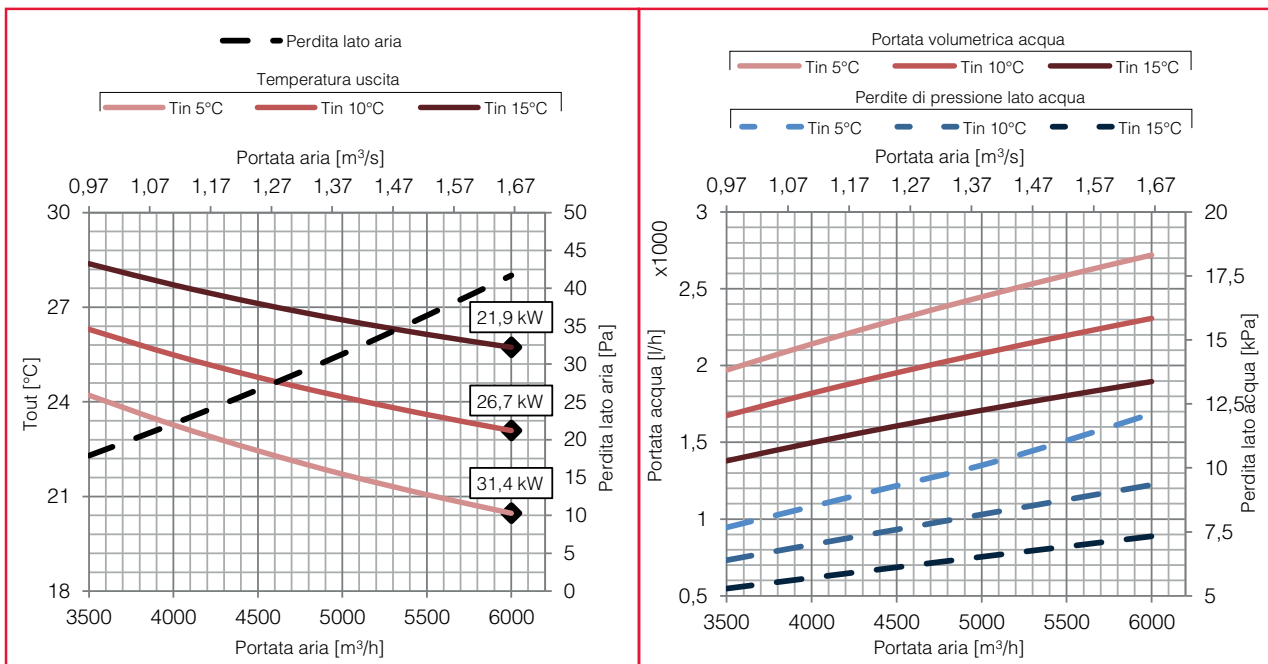 Perdita lato aria
Temperatura uscita
Tin 5°C Tin 10°C Tin 15°C
Portata aria [m³/s]
0,97 1,07 1,17 1,27 1,37 1,47 1,57 1,67
30
27
24
21
18
Tout [°C]
50
45
40
35
30
25
20
15
10
5
0
Perdita lato aria [Pa]
21,9 kW
26,7 kW
31,4 kW
3500 4000 4500 5000 5500 6000
Portata aria [m³/h]
Portata volumetrica acqua
Tin 5°C Tin 10°C Tin 15°C
Perdite di pressione lato acqua
Tin 5°C Tin 10°C Tin 15°C
Portata aria [m³/s]
0,97 1,07 1,17 1,27 1,37 1,47 1,57 1,67
3
2,5
2
1,5
1
0,5
x1000
Portata acqua [l/h]
20
17,5
15
12,5
10
7,5
5
Perdita lato acqua [kPa]
3500 4000 4500 5000 5500 6000
Portata aria [m³/h]